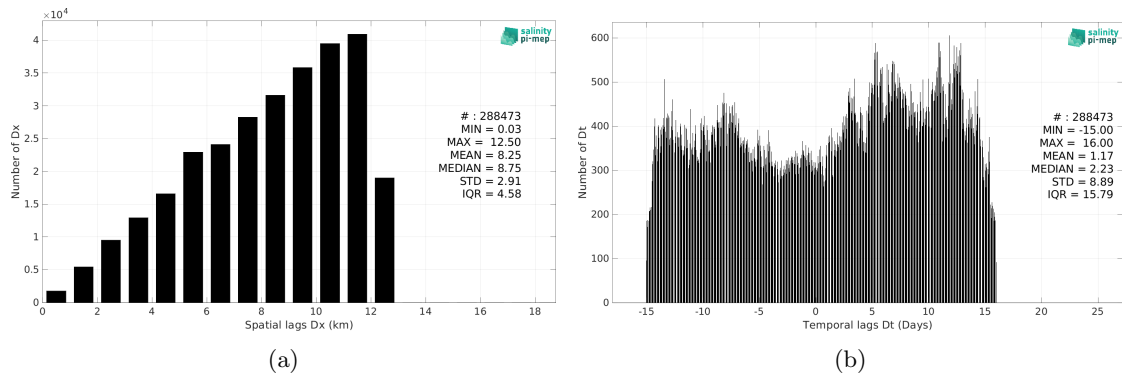 ×10⁴
4
3.5
3
2.5
2
1.5
1
0.5
0
Number of Dx
0 2 4 6 8 10 12 14 16 18
Spatial lags Dx (km)
salinity
pi-mep
# : 288473
MIN = 0.03
MAX = 12.50
MEAN = 8.25
MEDIAN = 8.75
STD = 2.91
IQR = 4.58
(a)
600
500
400
300
200
100
0
Number of Dt
-15 -10 -5 0 5 10 15 20 25
Temporal lags Dt (Days)
salinity
pi-mep
# : 288473
MIN = -15.00
MAX = 16.00
MEAN = 1.17
MEDIAN = 2.23
STD = 8.89
IQR = 15.79
(b)